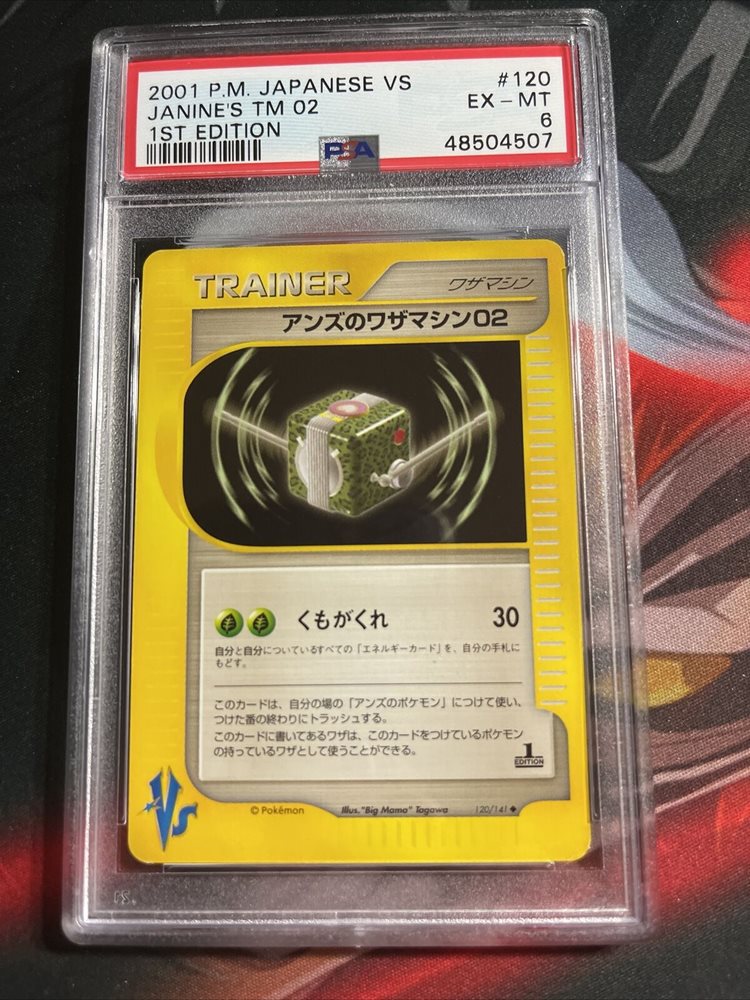 2001 P.M. JAPANESE VS #120
JANINE'S TM 02 EX - MT
1ST EDITION 6
PSA
48504507
TRAINER ワザマシン
アンズのワザマシン02
くもがくれ 30
自分と自分についているすべての「エネルギーカード」を、自分の手札に
もどす。
このカードは、自分の場の「アンズのポケモン」につけて使い、
つけた番の終わりにトラッシュする。
このカードに書いてあるワザは、このカードをつけているポケモン
の持っているワザとして使うことができる。
1
EDITION
VS
© Pokémon Illus."Big Mama" Tagawa 120/141